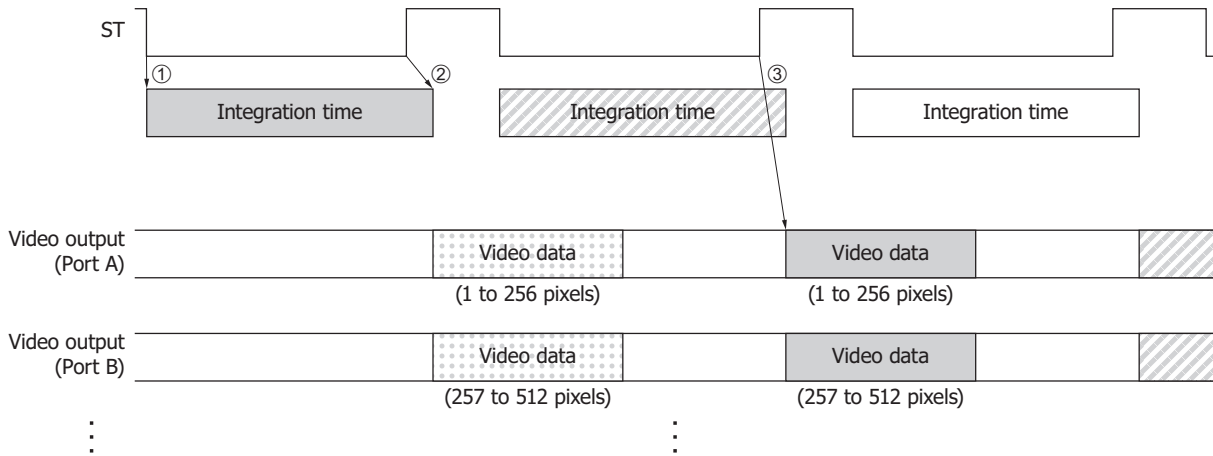 ST
① ② ③
Integration time Integration time Integration time
Video output
(Port A)
Video data Video data
(1 to 256 pixels) (1 to 256 pixels)
Video output
(Port B)
Video data Video data
(257 to 512 pixels) (257 to 512 pixels)